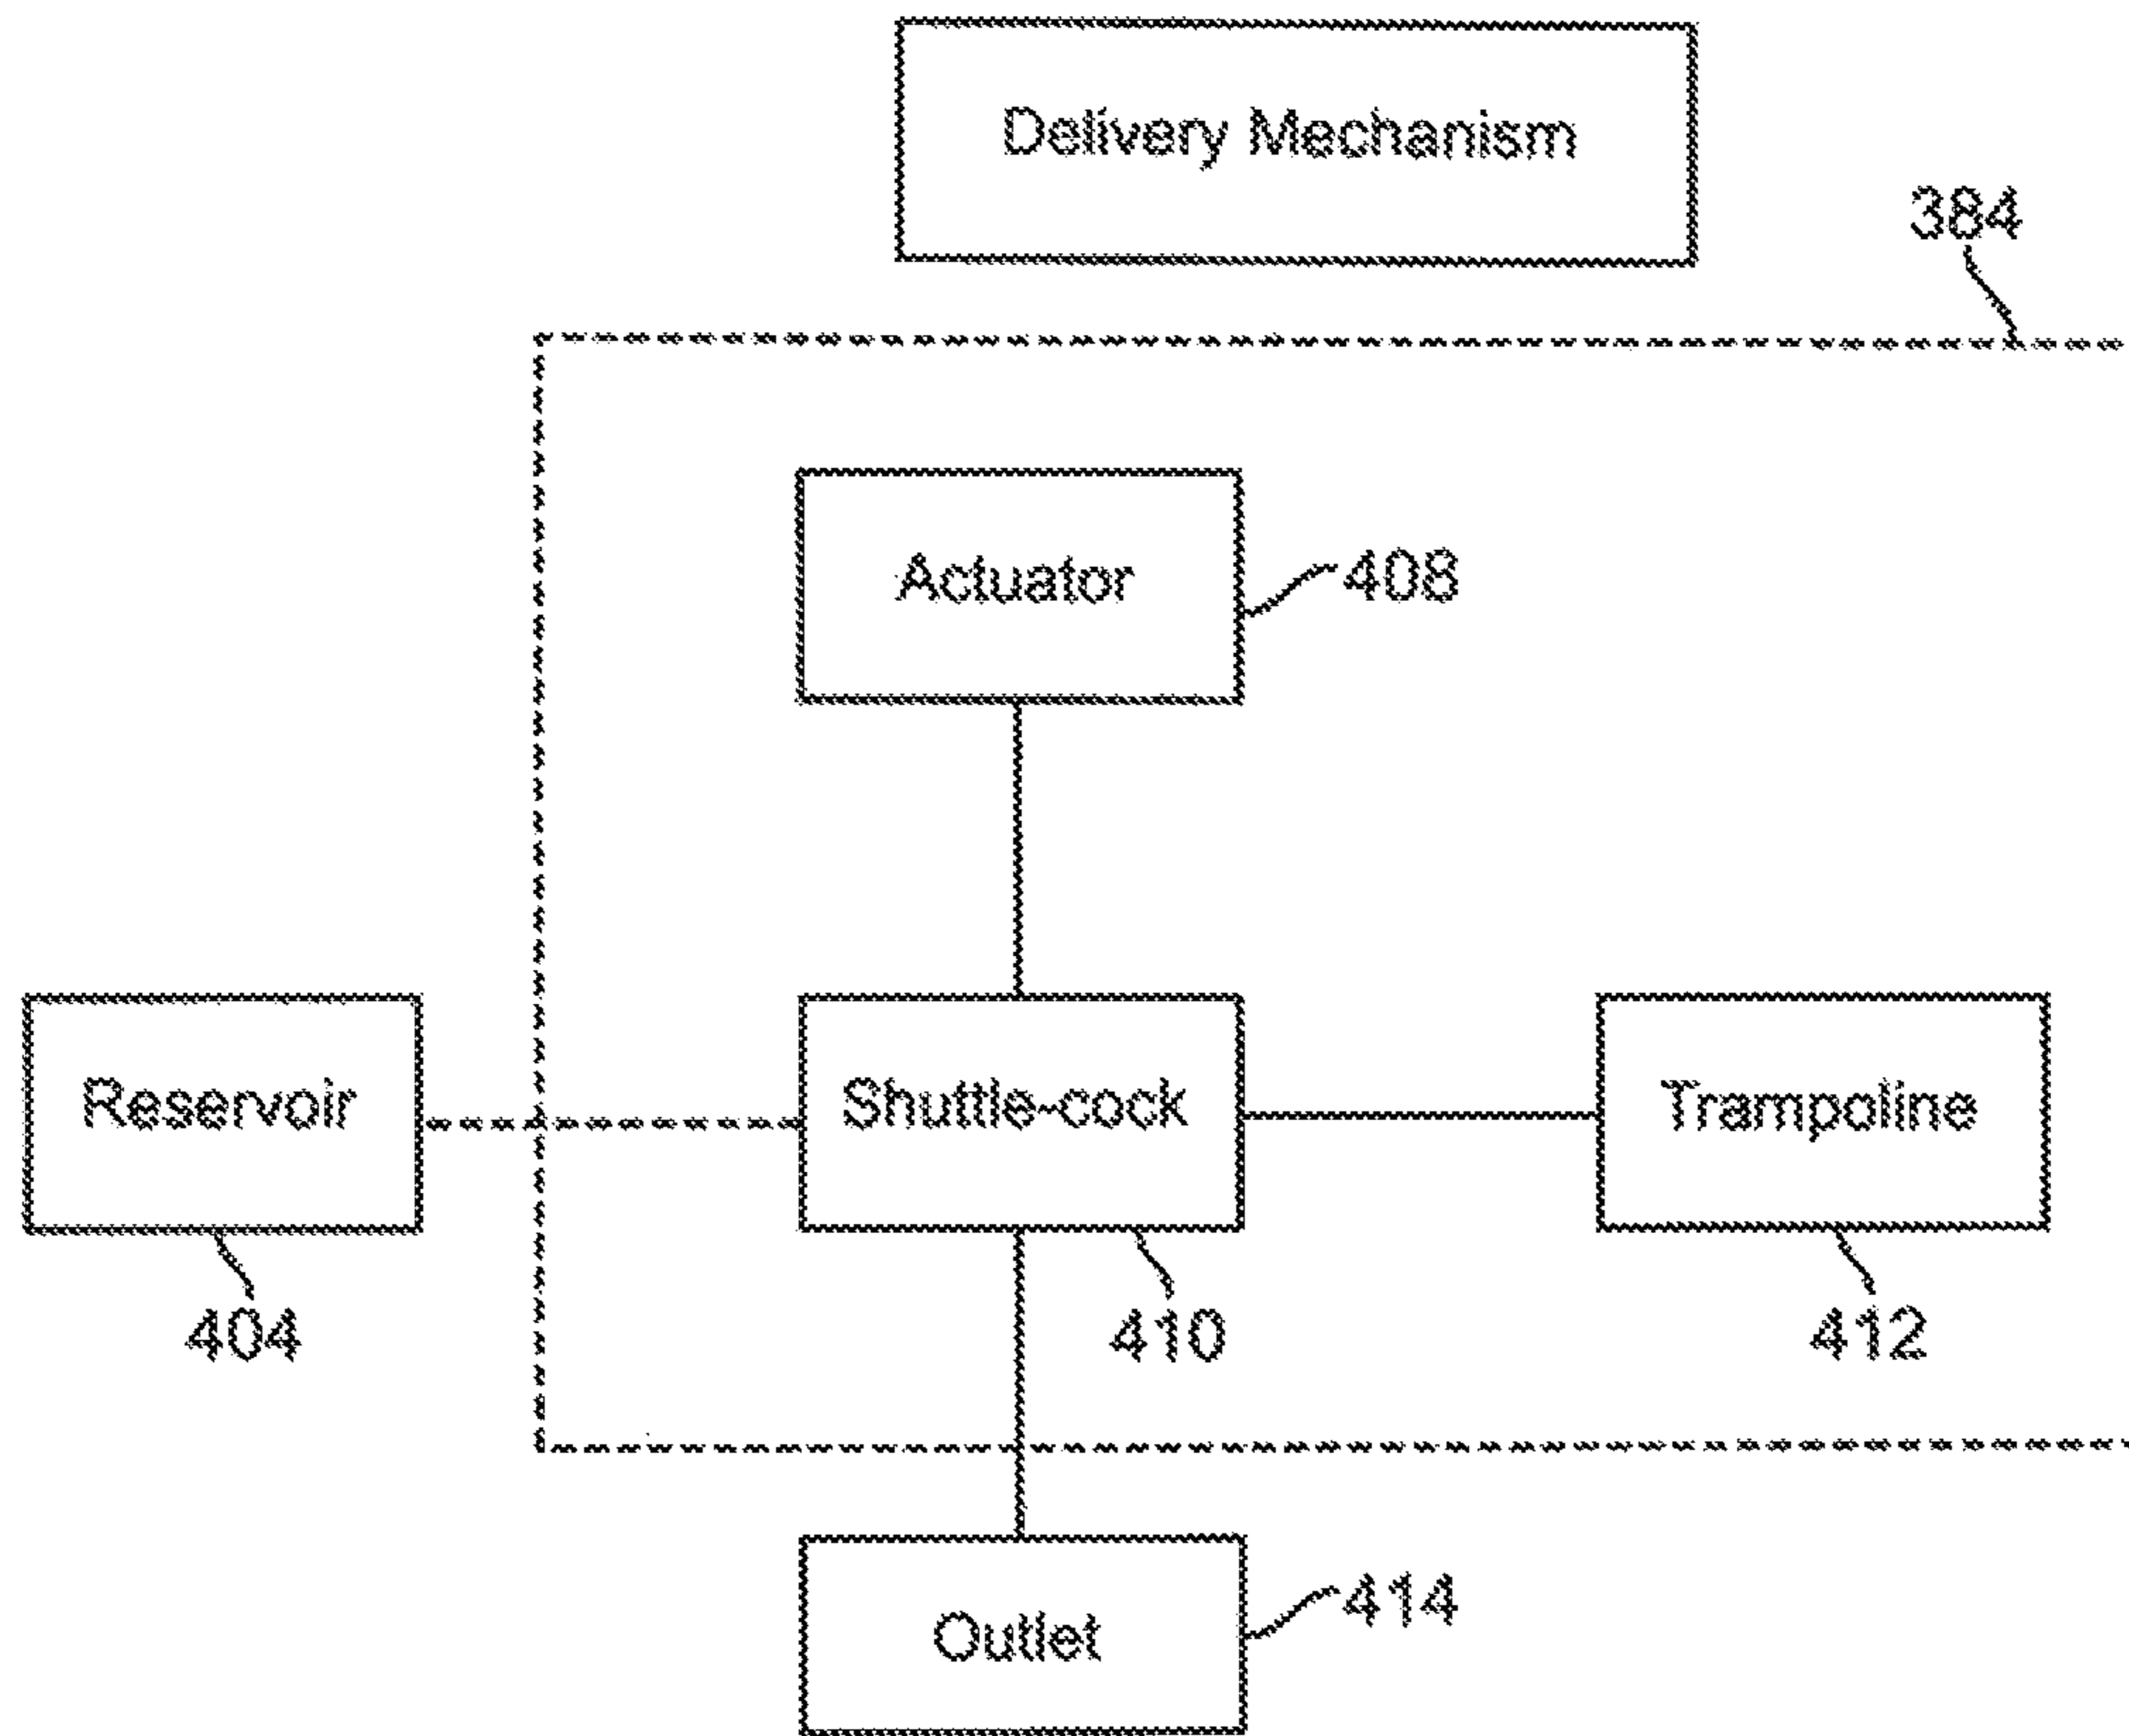 Delivery Mechanism
384
Actuator
408
Reservoir
Shuttle-cock
Trampoline
404
410
412
Outlet
414